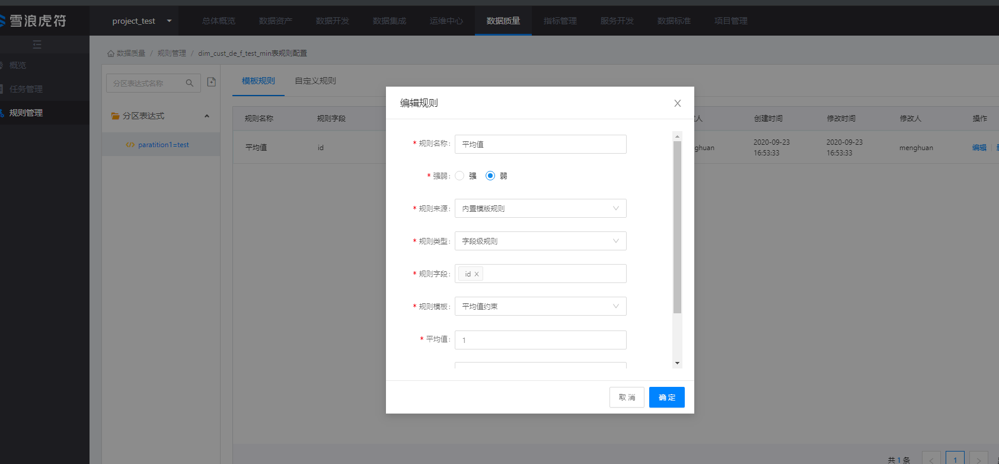 雪浪虎符
project_test
总体概览 数据资产 数据开发 数据集成 运维中心 数据质量 指标管理 服务开发 数据标准 项目管理
概览
任务管理
规则管理
数据质量 / 规则管理 / dim_cust_de_f_test_min表规则配置
分区表达式名称
分区表达式
</> paratition1=test
模板规则 自定义规则
规则名称 规则字段 人 创建时间 修改时间 修改人 操作
平均值 id ghuan 2020-09-23 16:53:33 2020-09-23 16:53:33 menghuan 编辑
编辑规则
* 规则名称: 平均值
* 强弱: 强 弱
* 规则来源: 内置模版规则
* 规则类型: 字段级规则
* 规则字段: id x
* 规则模板: 平均值约束
* 平均值: 1
取 消 确 定
共 1 条 < 1 >